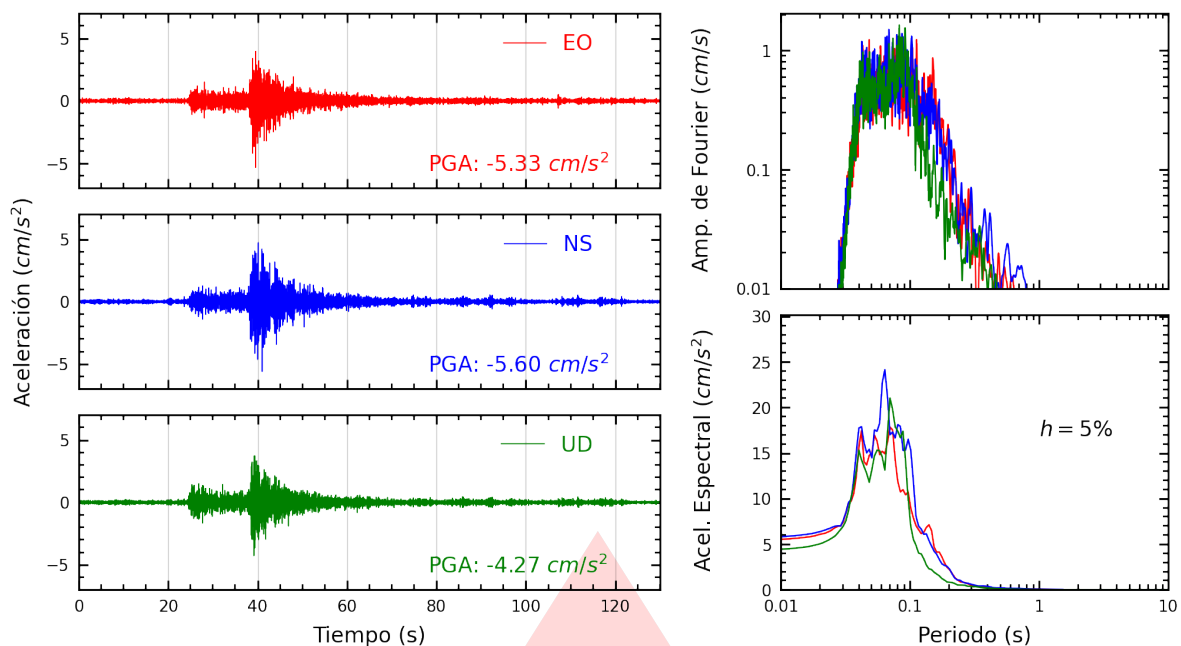 Aceleración (cm/s²)
5
0
−5
EO
PGA: -5.33 cm/s²
5
0
−5
NS
PGA: -5.60 cm/s²
5
0
−5
UD
PGA: -4.27 cm/s²
0 20 40 60 80 100 120
Tiempo (s)
Amp. de Fourier (cm/s)
1
0.1
0.01
Acel. Espectral (cm/s²)
30
25
20
15
10
5
0
h = 5%
0.01 0.1 1 10
Periodo (s)